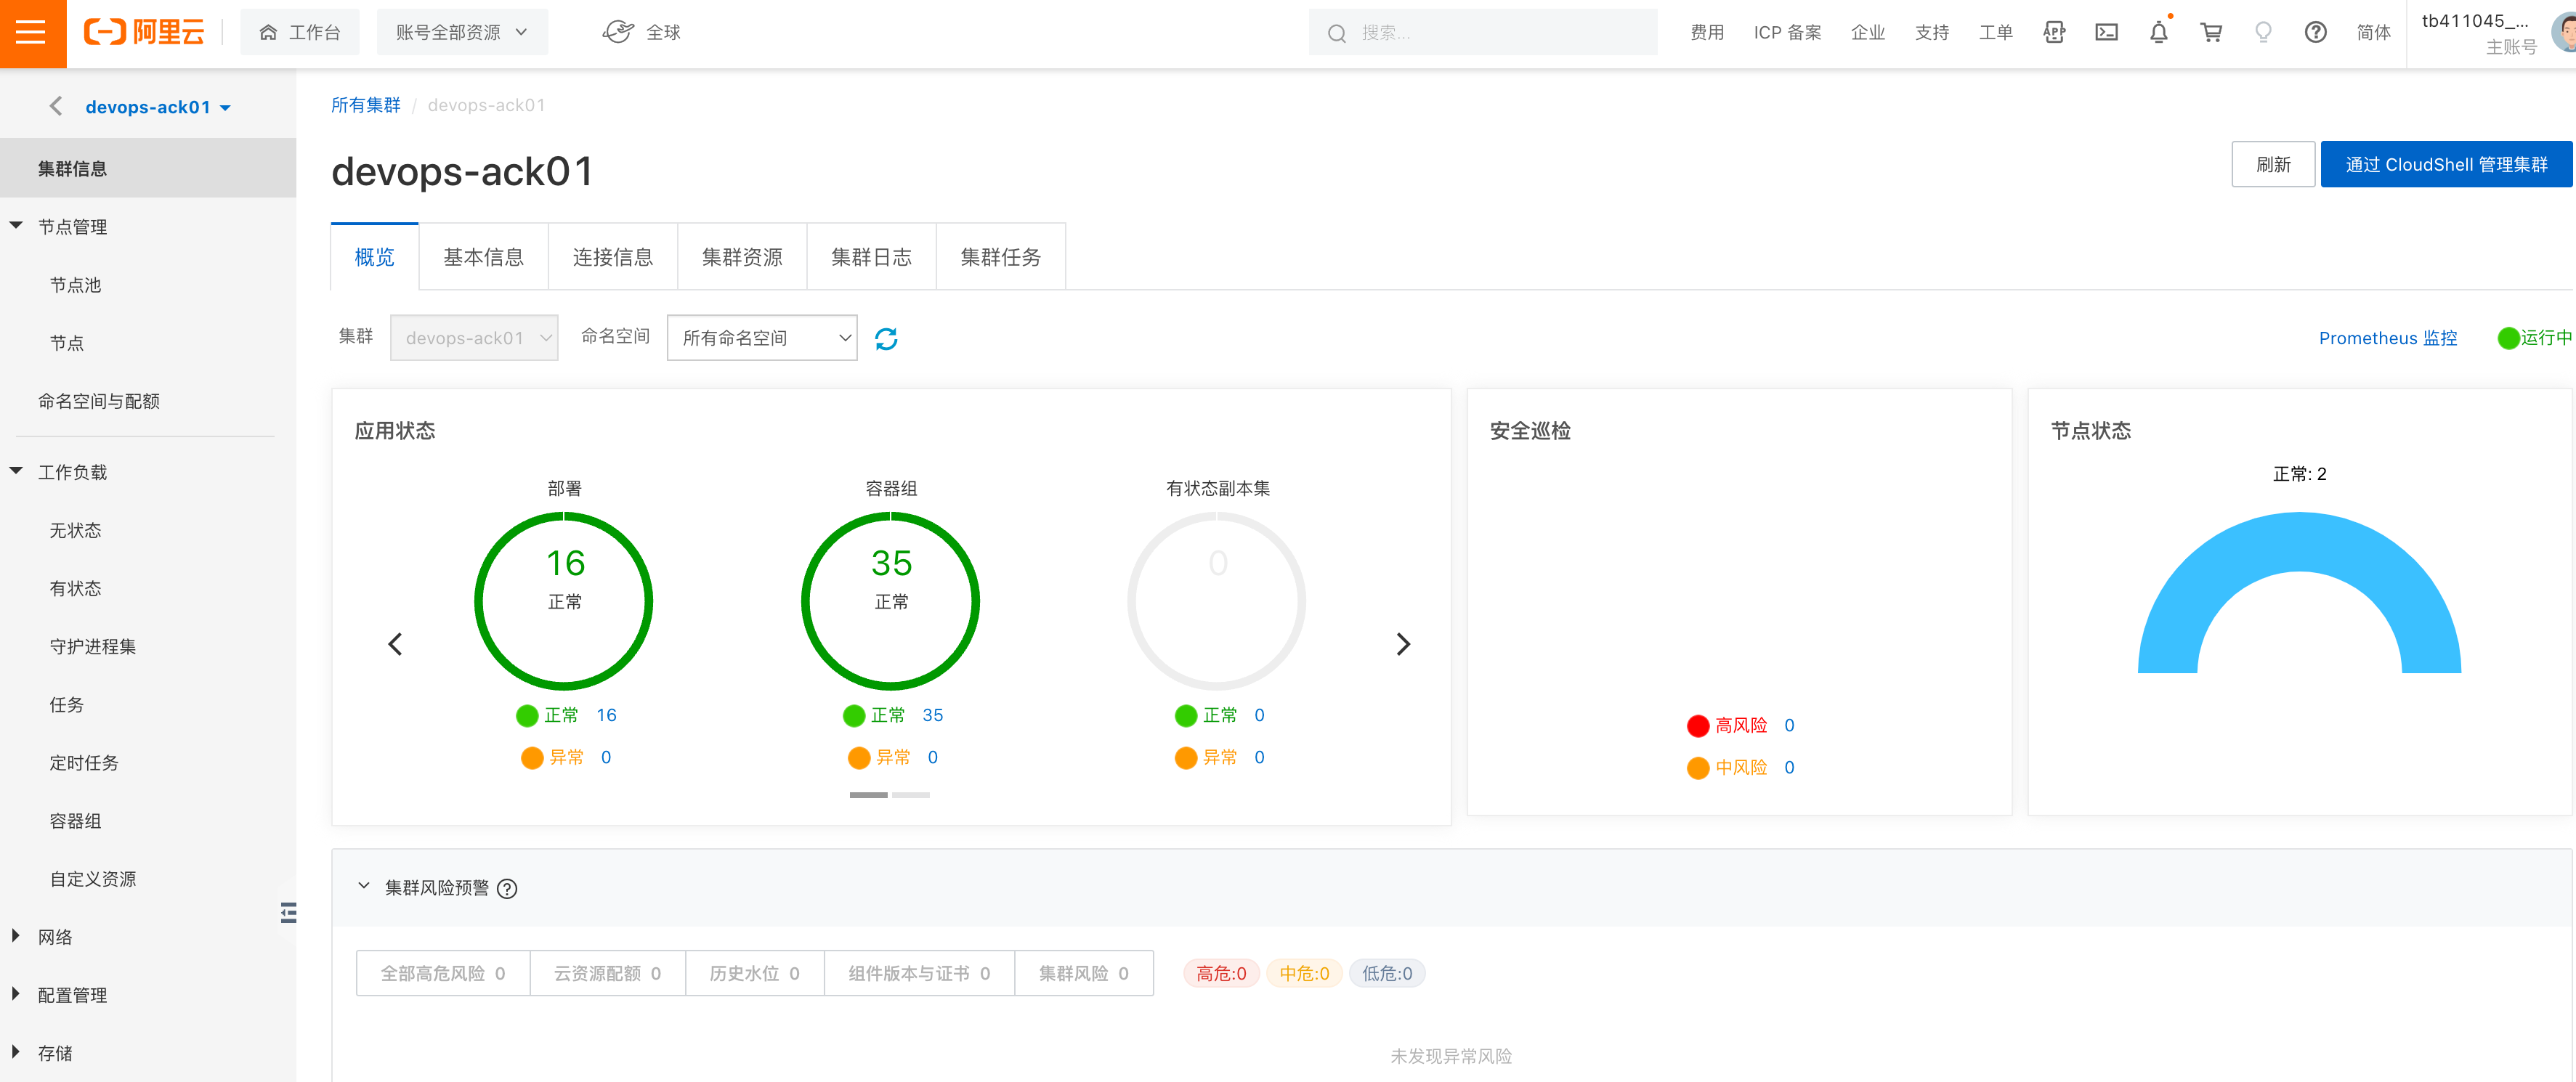 阿里云 工作台 账号全部资源 全球 搜索... 费用 ICP 备案 企业 支持 工单 APP 简体 tb411045_...
主账号
devops-ack01
集群信息
节点管理
节点池
节点
命名空间与配额
工作负载
无状态
有状态
守护进程集
任务
定时任务
容器组
自定义资源
网络
配置管理
存储
所有集群 / devops-ack01
devops-ack01
刷新 通过 CloudShell 管理集群
概览 基本信息 连接信息 集群资源 集群日志 集群任务
集群 devops-ack01 命名空间 所有命名空间 Prometheus 监控 运行中
应用状态
部署 容器组 有状态副本集
16 35 0
正常 正常
正常 16 正常 35 正常 0
异常 0 异常 0 异常 0
安全巡检
高风险 0
中风险 0
节点状态
正常: 2
集群风险预警 ?
全部高危风险 0 云资源配额 0 历史水位 0 组件版本与证书 0 集群风险 0 高危:0 中危:0 低危:0
未发现异常风险